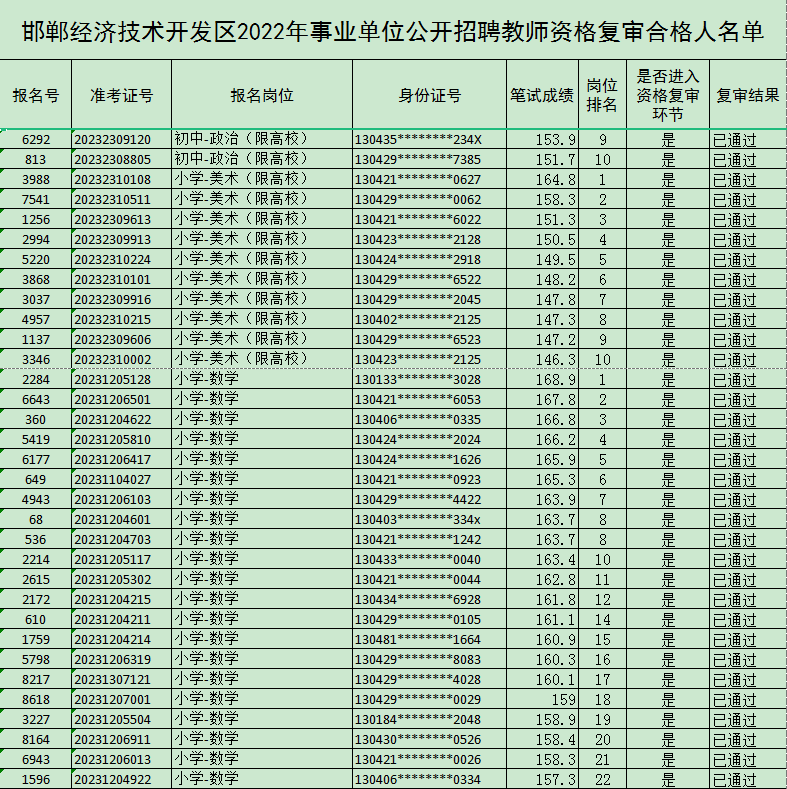 邯郸经济技术开发区2022年事业单位公开招聘教师资格复审合格人名单
报名号 准考证号 报名岗位 身份证号 笔试成绩 岗位排名 是否进入资格复审环节 复审结果
6292 20232309120 初中-政治（限高校） 130435********234X 153.9 9 是 已通过
813 20232308805 初中-政治（限高校） 130429********7385 151.7 10 是 已通过
3988 20232310108 小学-美术（限高校） 130421********0627 164.8 1 是 已通过
7541 20232310511 小学-美术（限高校） 130429********0062 158.3 2 是 已通过
1256 20232309613 小学-美术（限高校） 130421********6022 151.3 3 是 已通过
2994 20232309913 小学-美术（限高校） 130423********2128 150.5 4 是 已通过
5220 20232310224 小学-美术（限高校） 130424********2918 149.5 5 是 已通过
3868 20232310101 小学-美术（限高校） 130429********6522 148.2 6 是 已通过
3037 20232309916 小学-美术（限高校） 130429********2045 147.8 7 是 已通过
4957 20232310215 小学-美术（限高校） 130402********2125 147.3 8 是 已通过
1137 20232309606 小学-美术（限高校） 130429********6523 147.2 9 是 已通过
3346 20232310002 小学-美术（限高校） 130423********2125 146.3 10 是 已通过
2284 20231205128 小学-数学 130133********3028 168.9 1 是 已通过
6643 20231206501 小学-数学 130421********6053 167.8 2 是 已通过
360 20231204622 小学-数学 130406********0335 166.8 3 是 已通过
5419 20231205810 小学-数学 130424********2024 166.2 4 是 已通过
6177 20231206417 小学-数学 130424********1626 165.9 5 是 已通过
649 20231104027 小学-数学 130421********0923 165.3 6 是 已通过
4943 20231206103 小学-数学 130429********4422 163.9 7 是 已通过
68 20231204601 小学-数学 130403********334x 163.7 8 是 已通过
536 20231204703 小学-数学 130421********1242 163.7 8 是 已通过
2214 20231205117 小学-数学 130433********0040 163.4 10 是 已通过
2615 20231205302 小学-数学 130421********0044 162.8 11 是 已通过
2172 20231204215 小学-数学 130434********6928 161.8 12 是 已通过
610 20231204211 小学-数学 130429********0105 161.1 14 是 已通过
1759 20231204214 小学-数学 130481********1664 160.9 15 是 已通过
5798 20231206319 小学-数学 130429********8083 160.3 16 是 已通过
8217 20231307121 小学-数学 130429********4028 160.1 17 是 已通过
8618 20231207001 小学-数学 130429********0029 159 18 是 已通过
3227 20231205504 小学-数学 130184********2048 158.9 19 是 已通过
8164 20231206911 小学-数学 130430********0526 158.4 20 是 已通过
6943 20231206013 小学-数学 130421********0026 158.3 21 是 已通过
1596 20231204922 小学-数学 130406********0334 157.3 22 是 已通过